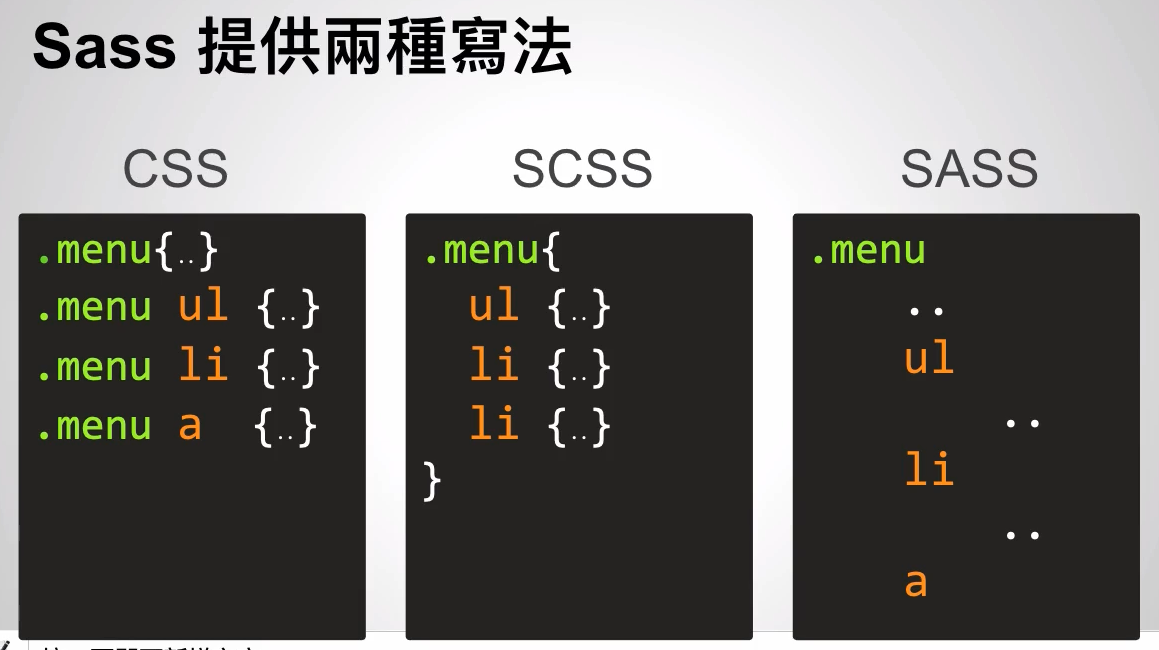 Sass 提供兩種寫法
CSS
.menu{..}
.menu ul {..}
.menu li {..}
.menu a {..}
SCSS
.menu{
ul {..}
li {..}
li {..}
}
SASS
.menu
..
ul
..
li
..
a